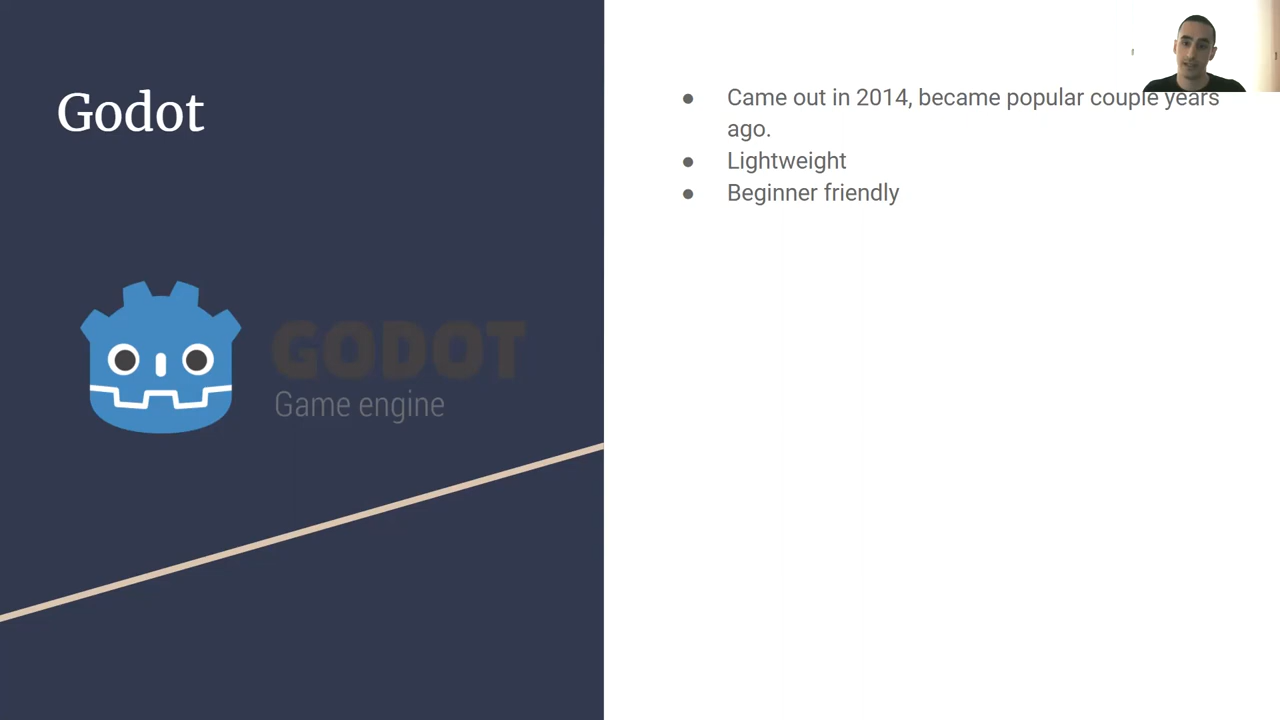 Godot
GODOT
Game engine
● Came out in 2014, became popular couple years
ago.
● Lightweight
● Beginner friendly